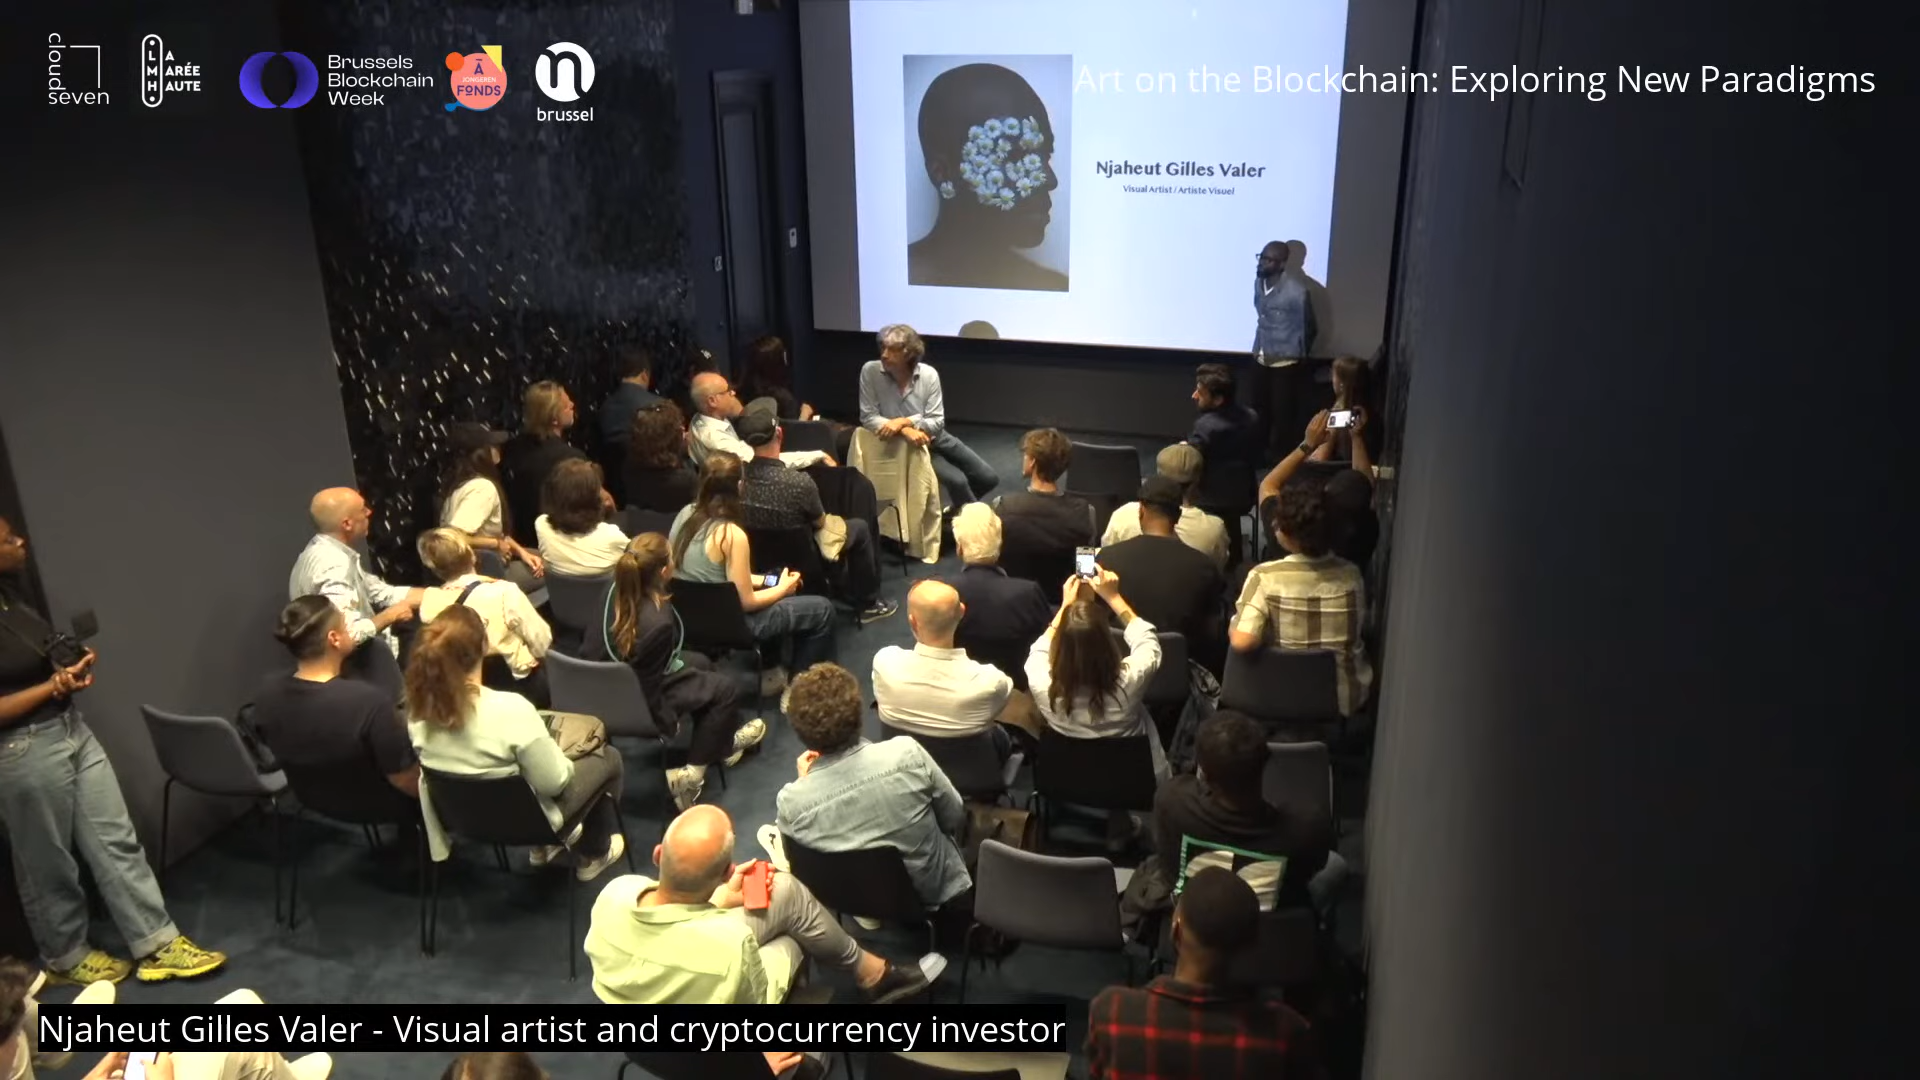 cloud
seven
LA
MARÉE
HAUTE
LMH
Brussels
Blockchain
Week
Ā
JONGEREN
FONDS
n
brussel
Art on the Blockchain: Exploring New Paradigms
Njaheut Gilles Valer
Visual Artist / Artiste Visuel
Njaheut Gilles Valer - Visual artist and cryptocurrency investor